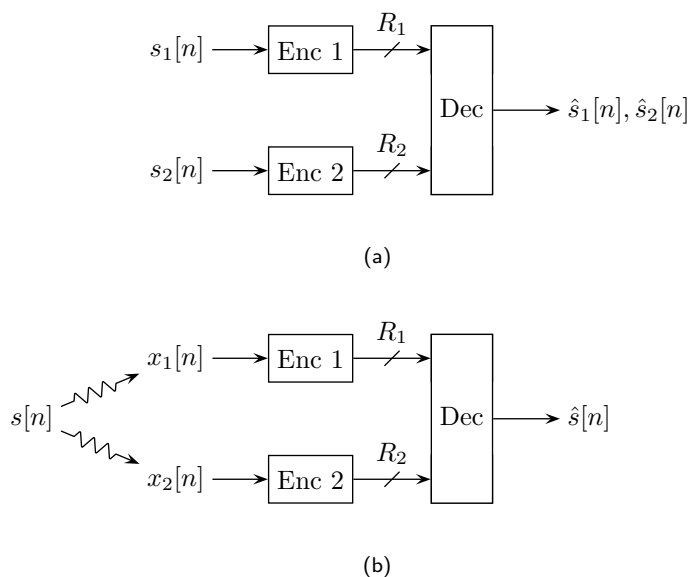 s₁[n] Enc 1 R₁
Dec ŝ₁[n], ŝ₂[n]
s₂[n] Enc 2 R₂
(a)
x₁[n] Enc 1 R₁
s[n] Dec ŝ[n]
x₂[n] Enc 2 R₂
(b)